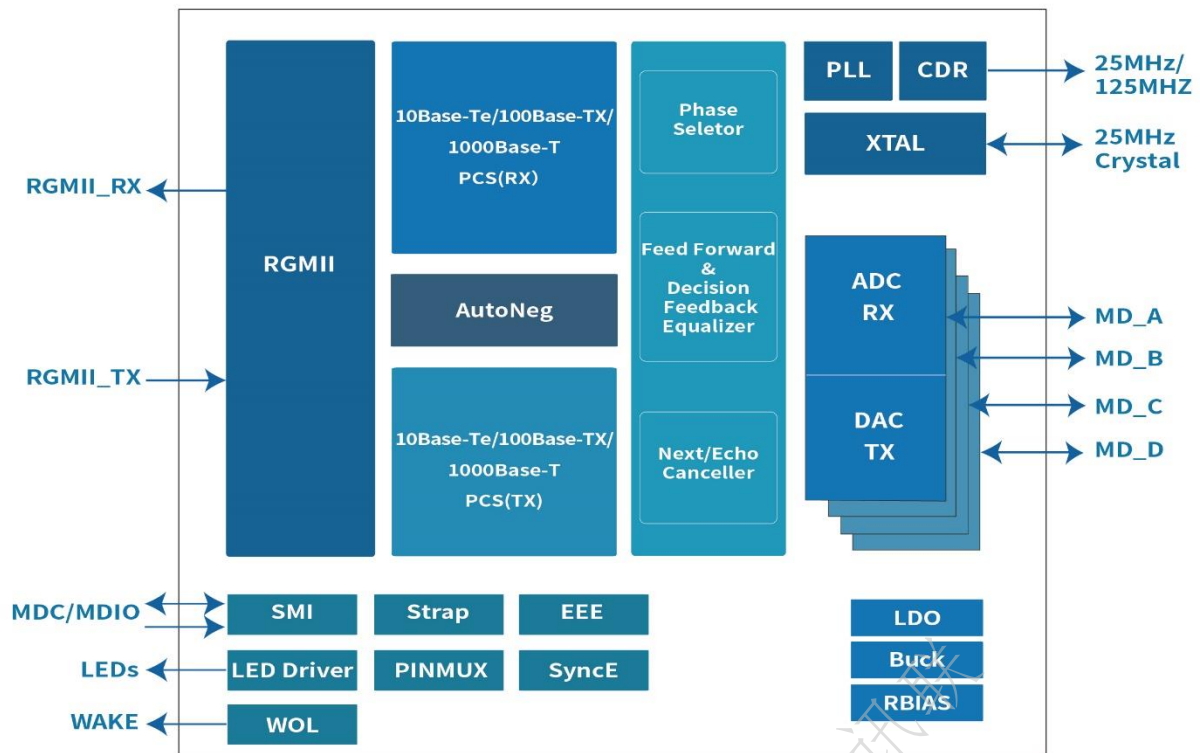 RGMII_RX
RGMII_TX
RGMII
10Base-Te/100Base-TX/
1000Base-T
PCS(RX)
AutoNeg
10Base-Te/100Base-TX/
1000Base-T
PCS(TX)
Phase
Seletor
Feed Forward
&
Decision
Feedback
Equalizer
Next/Echo
Canceller
PLL
CDR
25MHz/
125MHZ
XTAL
25MHz
Crystal
ADC
RX
DAC
TX
MD_A
MD_B
MD_C
MD_D
MDC/MDIO
SMI
Strap
EEE
LEDs
LED Driver
PINMUX
SyncE
WAKE
WOL
LDO
Buck
RBIAS
讯联